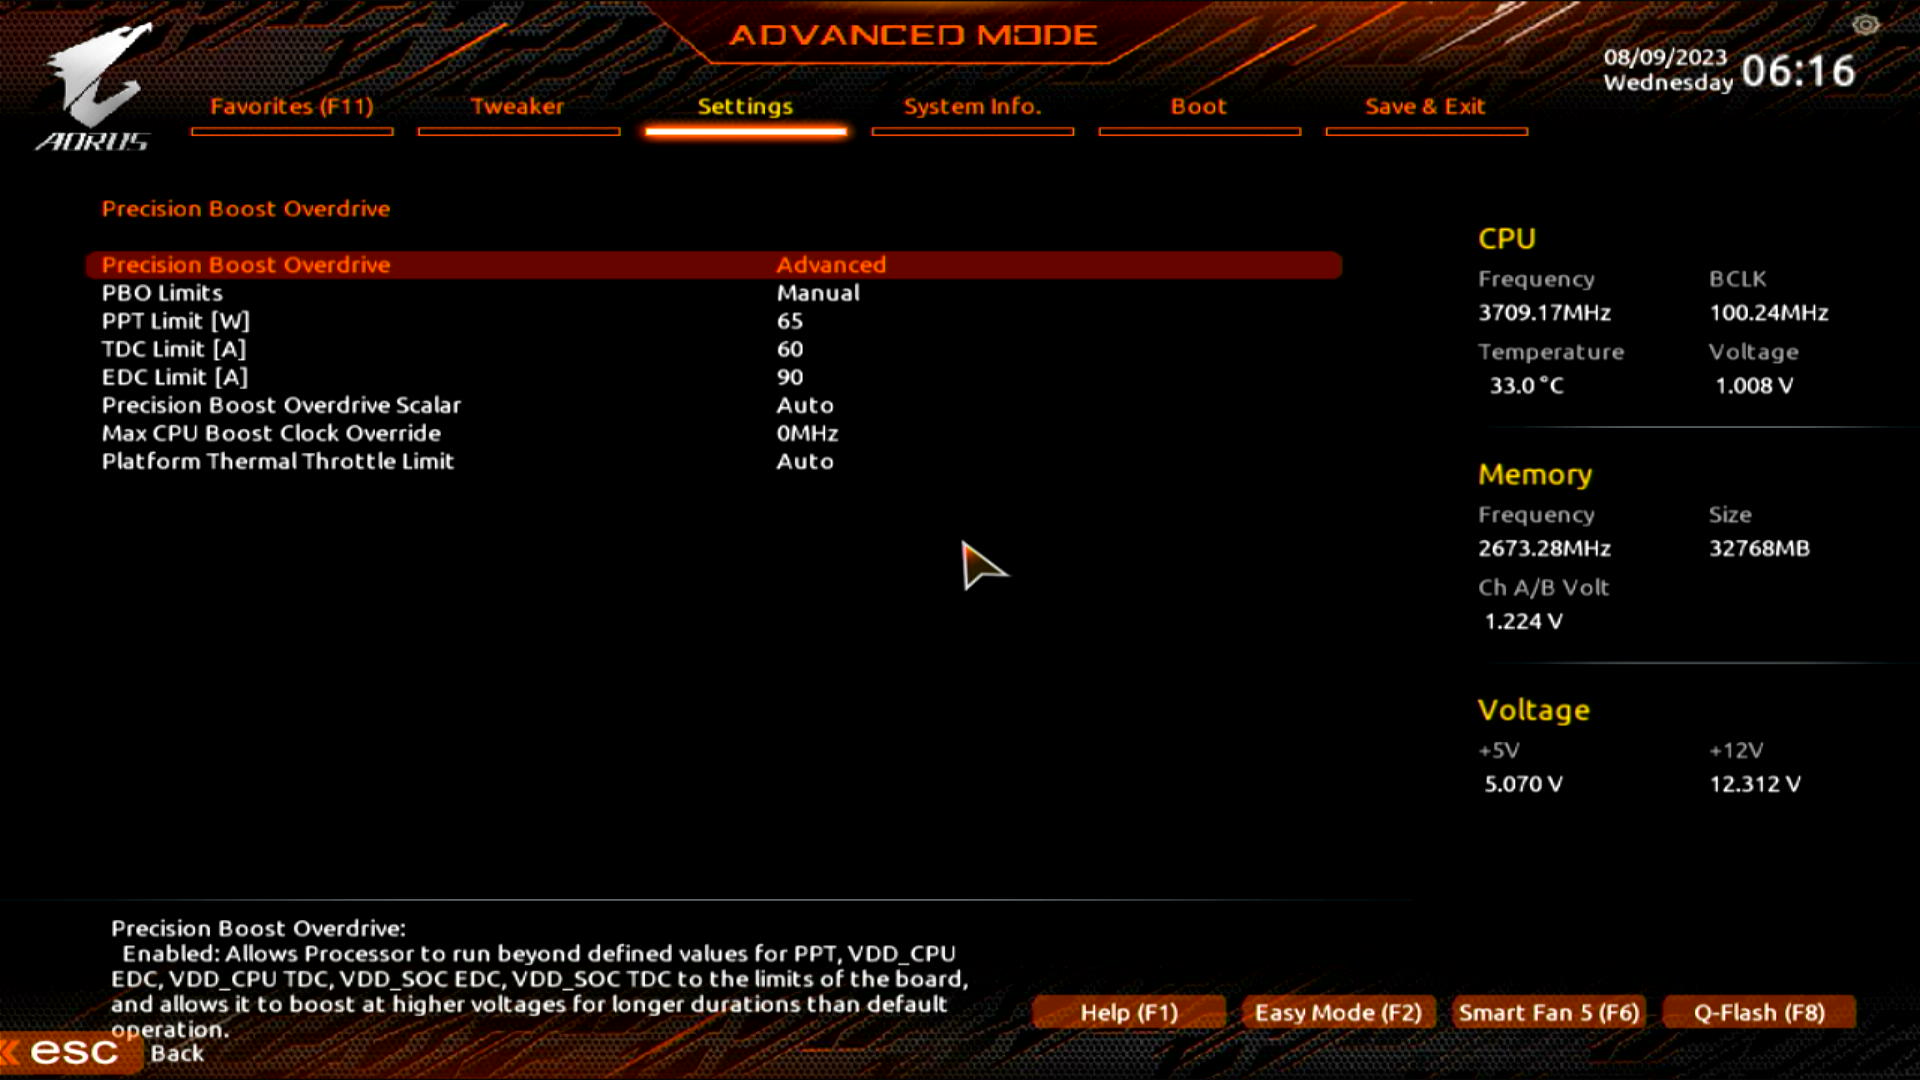 ADVANCED MODE
AORUS
08/09/2023
Wednesday
06:16
Favorites (F11)
Tweaker
Settings
System Info.
Boot
Save & Exit
Precision Boost Overdrive
Precision Boost Overdrive Advanced
PBO Limits Manual
PPT Limit [W] 65
TDC Limit [A] 60
EDC Limit [A] 90
Precision Boost Overdrive Scalar Auto
Max CPU Boost Clock Override 0MHz
Platform Thermal Throttle Limit Auto
CPU
Frequency BCLK
3709.17MHz 100.24MHz
Temperature Voltage
33.0 °C 1.008 V
Memory
Frequency Size
2673.28MHz 32768MB
Ch A/B Volt
1.224 V
Voltage
+5V +12V
5.070 V 12.312 V
Precision Boost Overdrive:
Enabled: Allows Processor to run beyond defined values for PPT, VDD_CPU
EDC, VDD_CPU TDC, VDD_SOC EDC, VDD_SOC TDC to the limits of the board,
and allows it to boost at higher voltages for longer durations than default
operation.
Help (F1)
Easy Mode (F2)
Smart Fan 5 (F6)
Q-Flash (F8)
esc Back